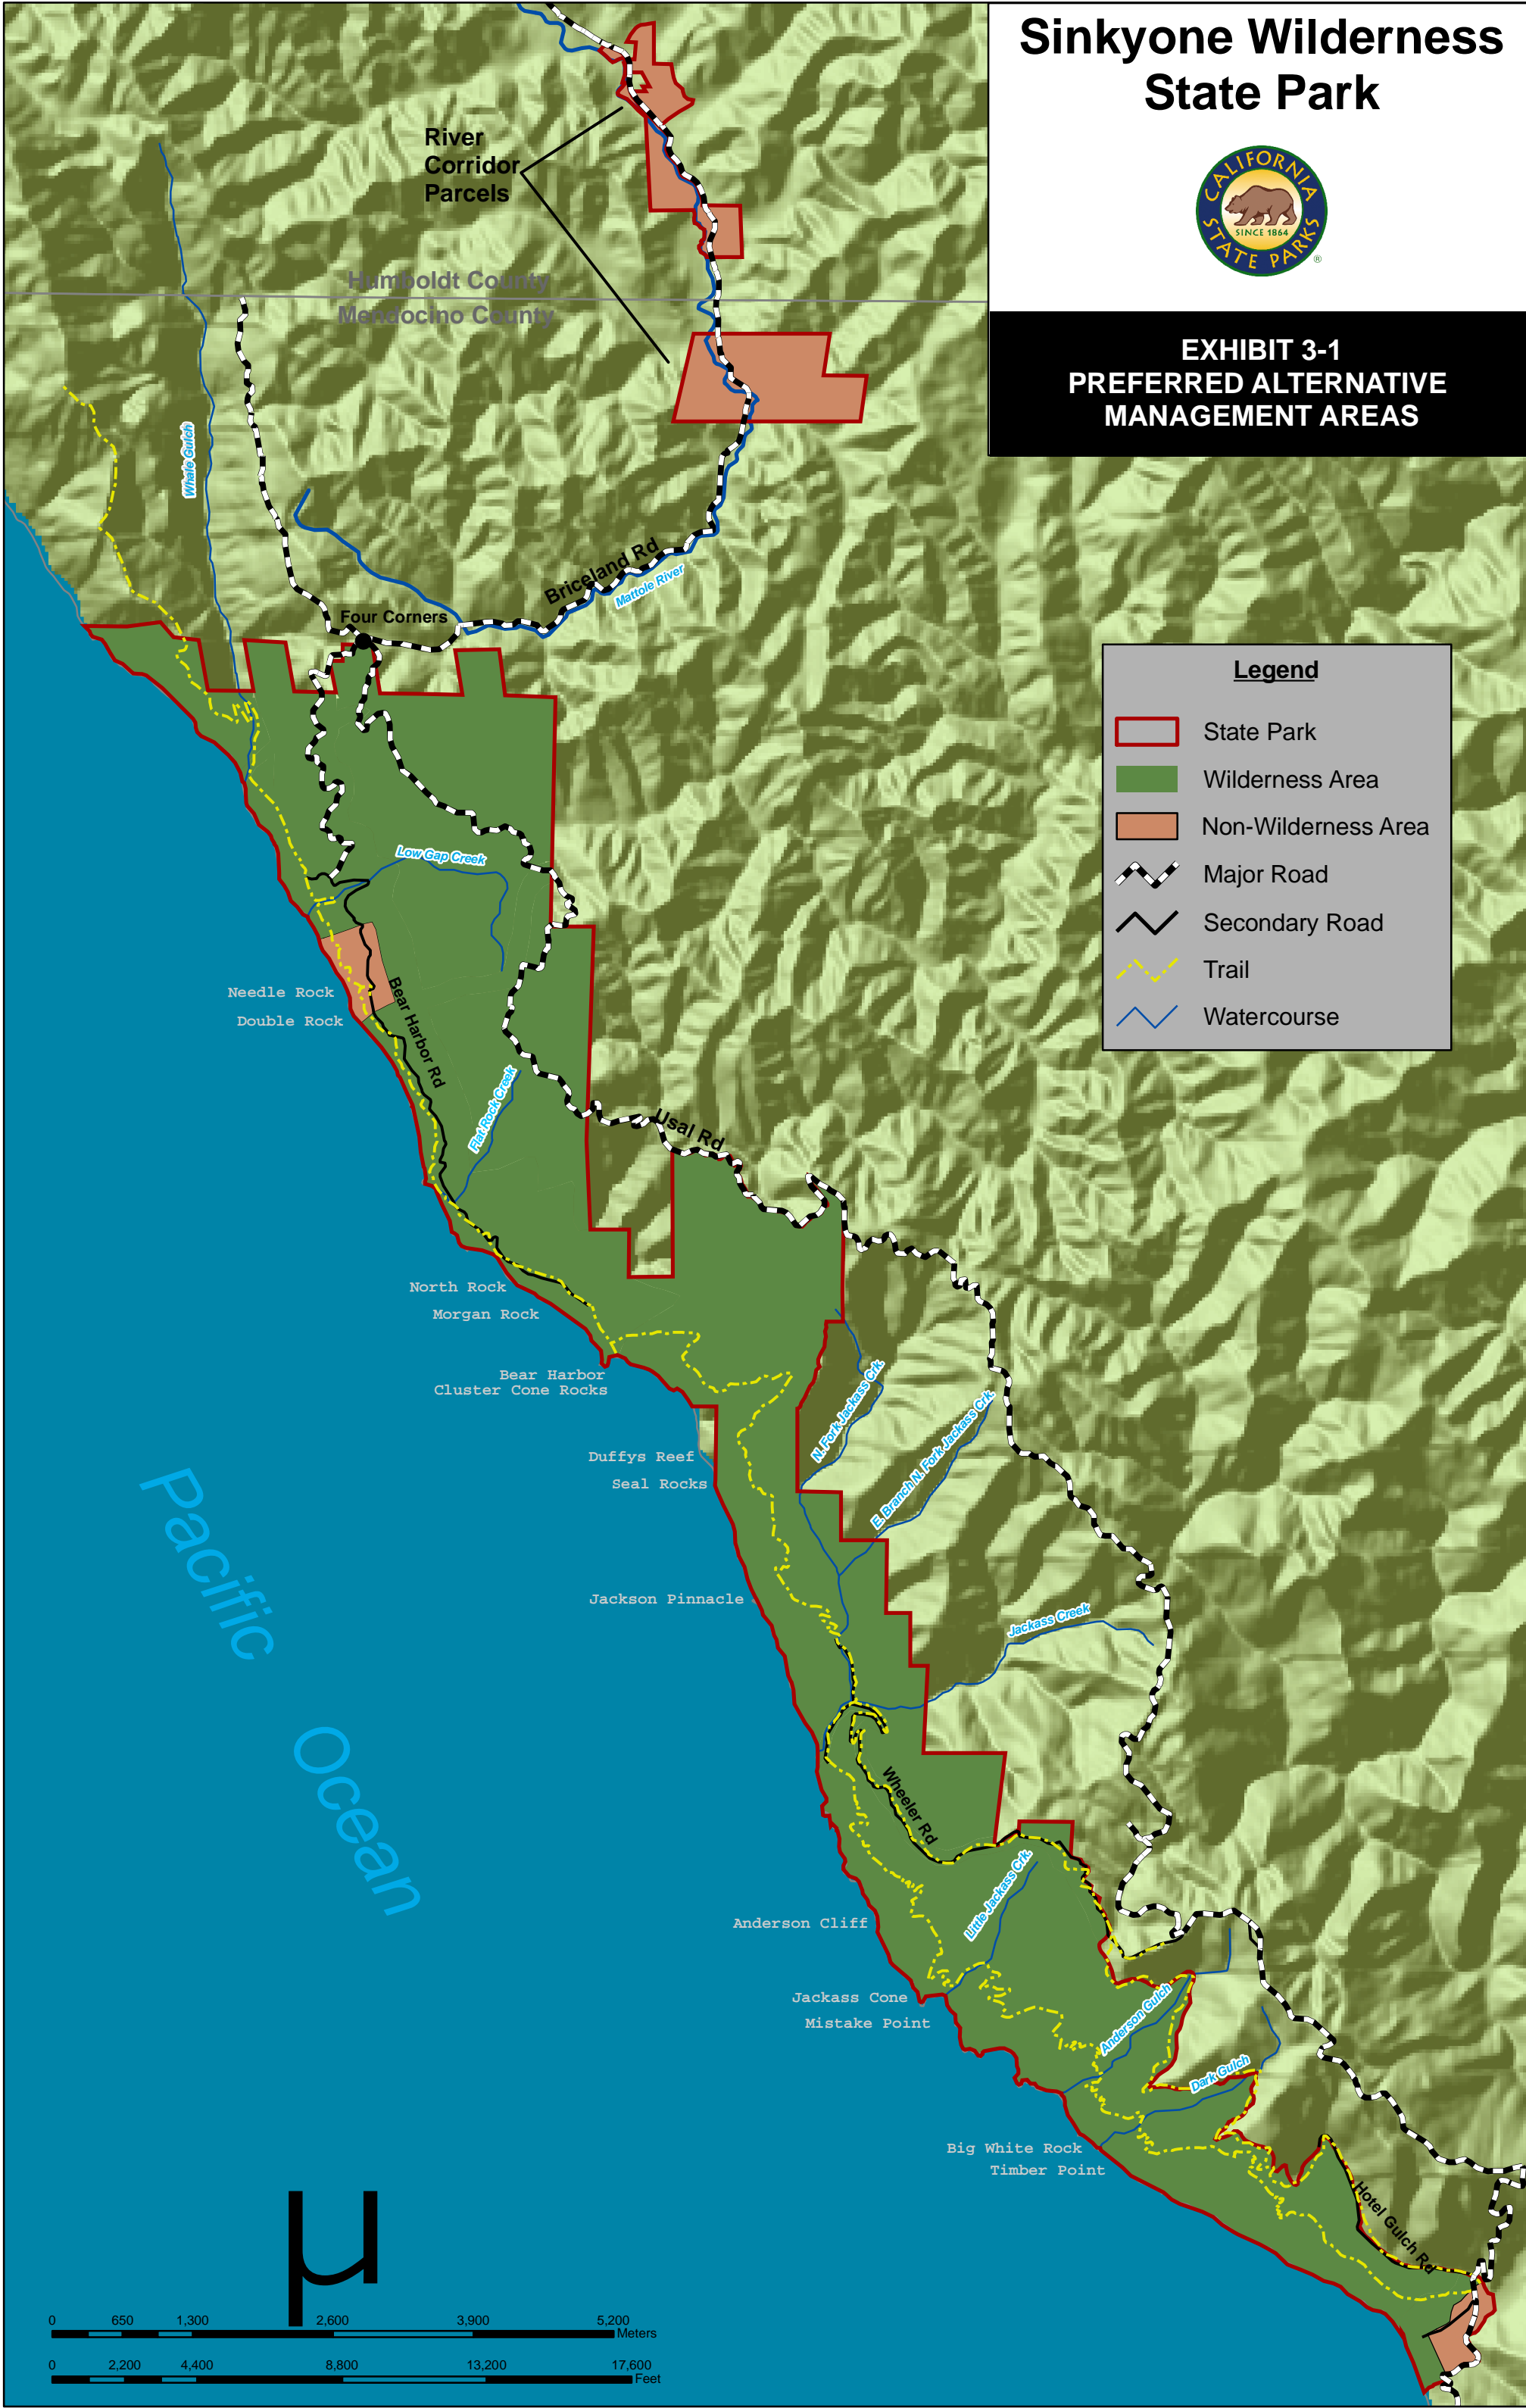 Sinkyone Wilderness
State Park
CALIFORNIA
SINCE 1864
STATE PARKS
®
EXHIBIT 3-1
PREFERRED ALTERNATIVE
MANAGEMENT AREAS
River
Corridor
Parcels
Humboldt County
Mendocino County
Whale Gulch
Briceland Rd
Mattole River
Four Corners
Legend
State Park
Wilderness Area
Non-Wilderness Area
Major Road
Secondary Road
Trail
Watercourse
Low Gap Creek
Needle Rock
Double Rock
Bear Harbor Rd
Flat Rock Creek
Usal Rd
North Rock
Morgan Rock
Bear Harbor
Cluster Cone Rocks
N. Fork Jackass Crk.
E. Branch N. Fork Jackass Crk.
Duffys Reef
Seal Rocks
Pacific
Ocean
Jackson Pinnacle
Jackass Creek
Wheeler Rd
Little Jackass Crk.
Anderson Cliff
Jackass Cone
Mistake Point
Anderson Gulch
Dark Gulch
Big White Rock
Timber Point
Hotel Gulch Rd
µ
0 650 1,300 2,600 3,900 5,200
Meters
0 2,200 4,400 8,800 13,200 17,600
Feet